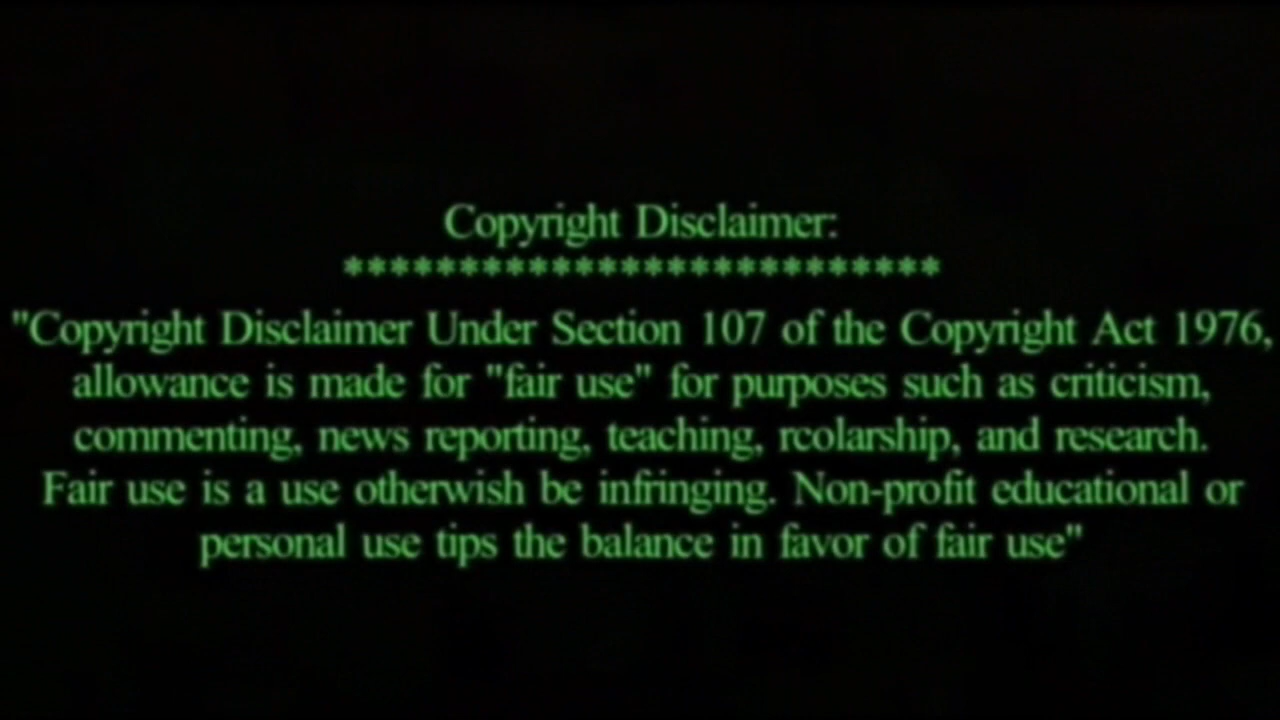 Copyright Disclaimer:
**************************
"Copyright Disclaimer Under Section 107 of the Copyright Act 1976,
allowance is made for "fair use" for purposes such as criticism,
commenting, news reporting, teaching, rcolarship, and research.
Fair use is a use otherwish be infringing. Non-profit educational or
personal use tips the balance in favor of fair use"